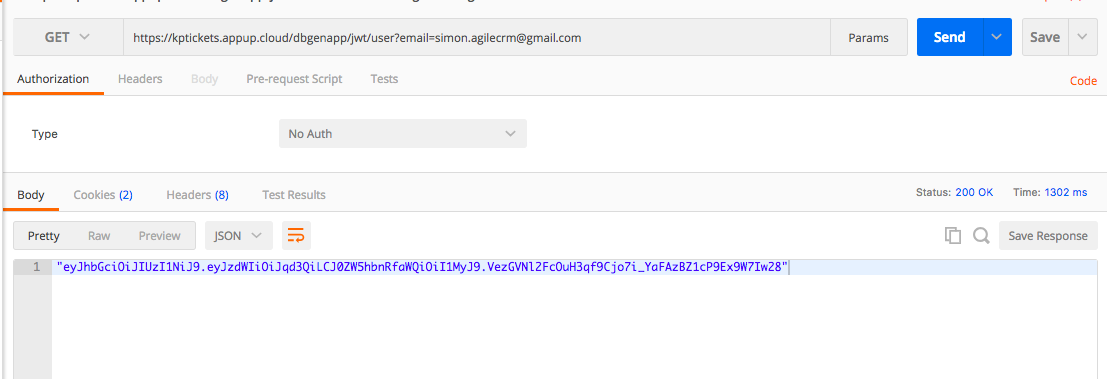 GET
https://kptickets.appup.cloud/dbgenapp/jwt/user?email=simon.agilecrm@gmail.com
Params
Send
Save
Authorization
Headers
Body
Pre-request Script
Tests
Code
Type
No Auth
Body
Cookies (2)
Headers (8)
Test Results
Status: 200 OK
Time: 1302 ms
Pretty
Raw
Preview
JSON
Save Response
1
"eyJhbGciOiJIUzI1NiJ9.eyJzdWIiOiJqd3QiLCJ0ZW5hbnRfaWQiOiI1MyJ9.VezGVNl2FcOuH3qf9Cjo7i_YaFAzBZ1cP9Ex9W7Iw28"